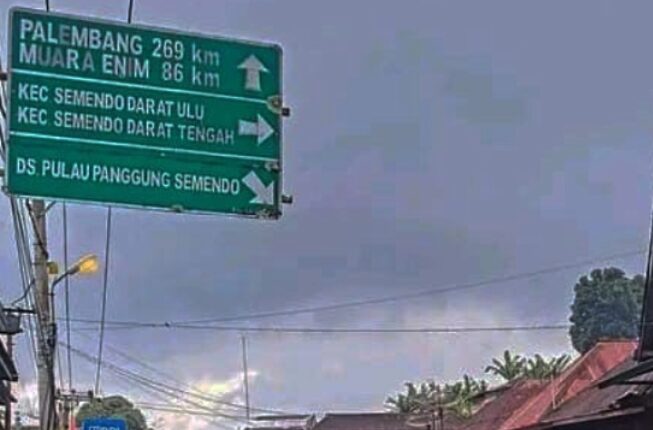 PALEMBANG 269 km
MUARA ENIM 86 km
KEC SEMENDO DARAT ULU
KEC SEMENDO DARAT TENGAH
DS. PULAU PANGGUNG SEMENDO